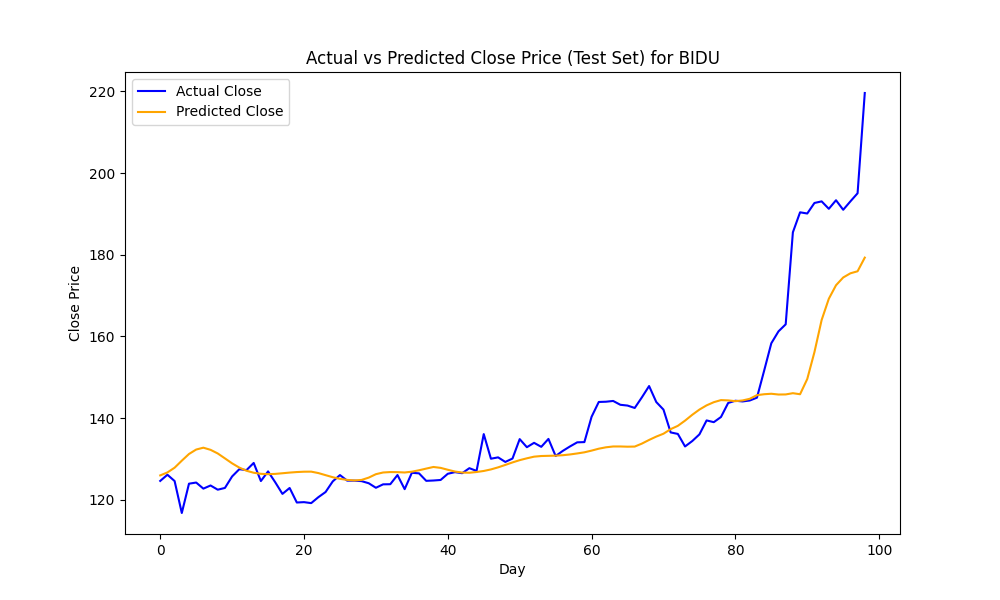 Actual vs Predicted Close Price (Test Set) for BIDU
Actual Close
Predicted Close
Close Price
220
200
180
160
140
120
0 20 40 60 80 100
Day